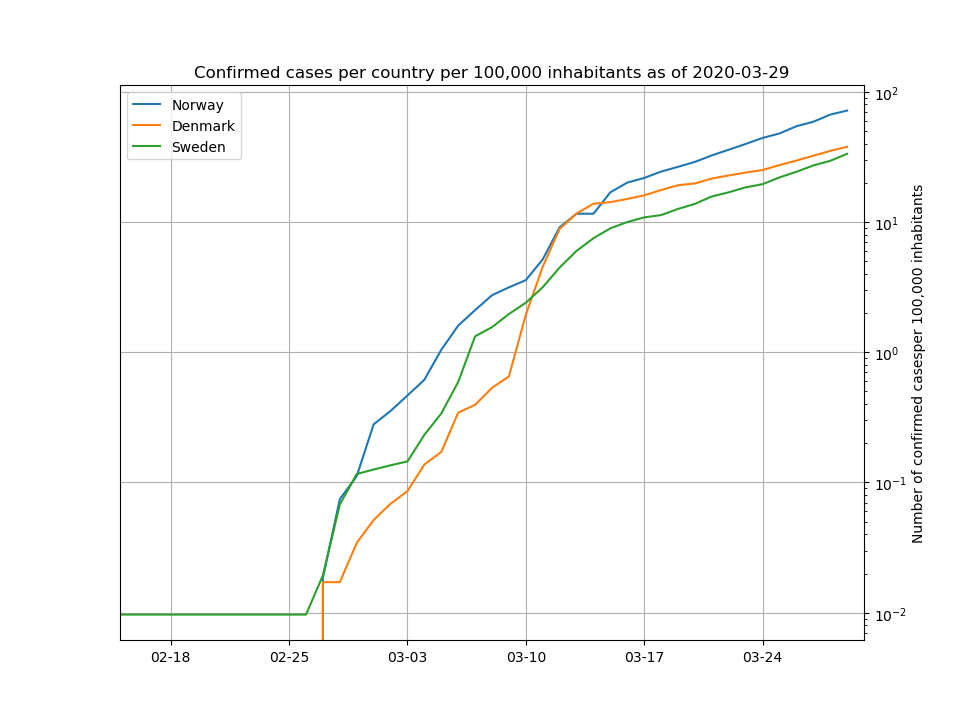 Confirmed cases per country per 100,000 inhabitants as of 2020-03-29
Norway
Denmark
Sweden
10²
10¹
10⁰
10⁻¹
10⁻²
Number of confirmed casesper 100,000 inhabitants
02-18 02-25 03-03 03-10 03-17 03-24